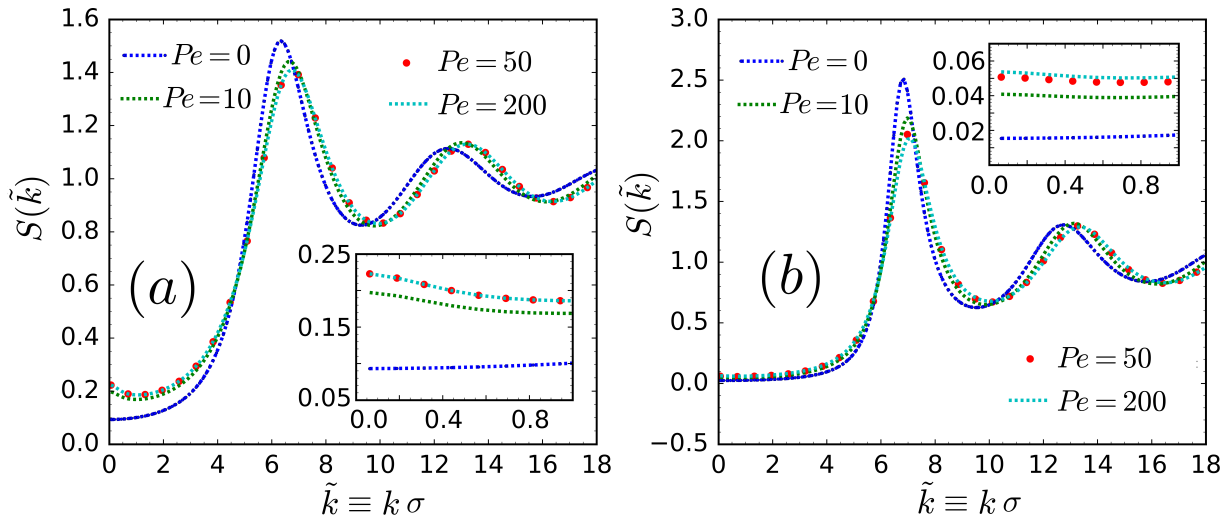 1.6
1.4
1.2
1.0
0.8
0.6
0.4
0.2
0.0
S(k̃)
Pe = 0
Pe = 10
Pe = 50
Pe = 200
(a)
0.25
0.15
0.05
0.0 0.4 0.8
0 2 4 6 8 10 12 14 16 18
k̃ ≡ k σ
3.0
2.5
2.0
1.5
1.0
0.5
0.0
−0.5
S(k̃)
Pe = 0
Pe = 10
0.06
0.04
0.02
0.0 0.4 0.8
(b)
Pe = 50
Pe = 200
0 2 4 6 8 10 12 14 16 18
k̃ ≡ k σ